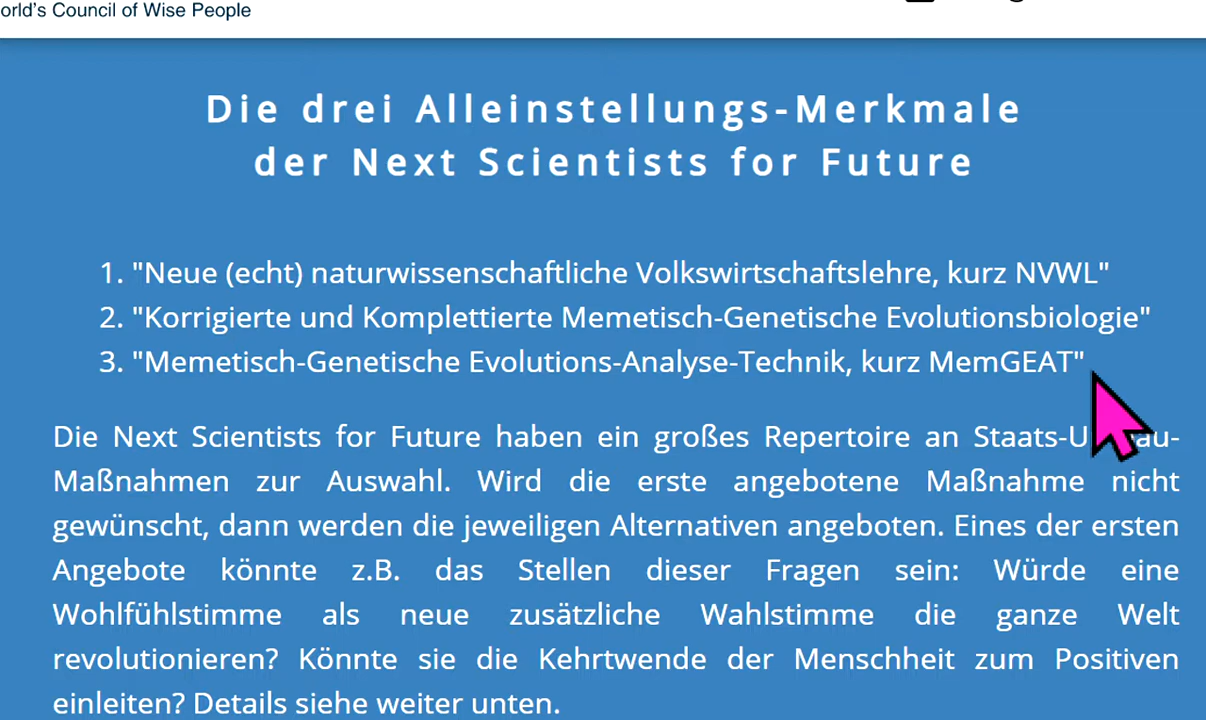 orld's Council of Wise People
Die drei Alleinstellungs-Merkmale
der Next Scientists for Future
1. "Neue (echt) naturwissenschaftliche Volkswirtschaftslehre, kurz NVWL"
2. "Korrigierte und Komplettierte Memetisch-Genetische Evolutionsbiologie"
3. "Memetisch-Genetische Evolutions-Analyse-Technik, kurz MemGEAT"
Die Next Scientists for Future haben ein großes Repertoire an
Maßnahmen zur Auswahl. Wird die erste angebotene Maßnahme nicht
gewünscht, dann werden die jeweiligen Alternativen angeboten. Eines der ersten
Angebote könnte z.B. das Stellen dieser Fragen sein: Würde eine
Wohlfühlstimme als neue zusätzliche Wahlstimme die ganze Welt
revolutionieren? Könnte sie die Kehrtwende der Menschheit zum Positiven
einleiten? Details siehe weiter unten.